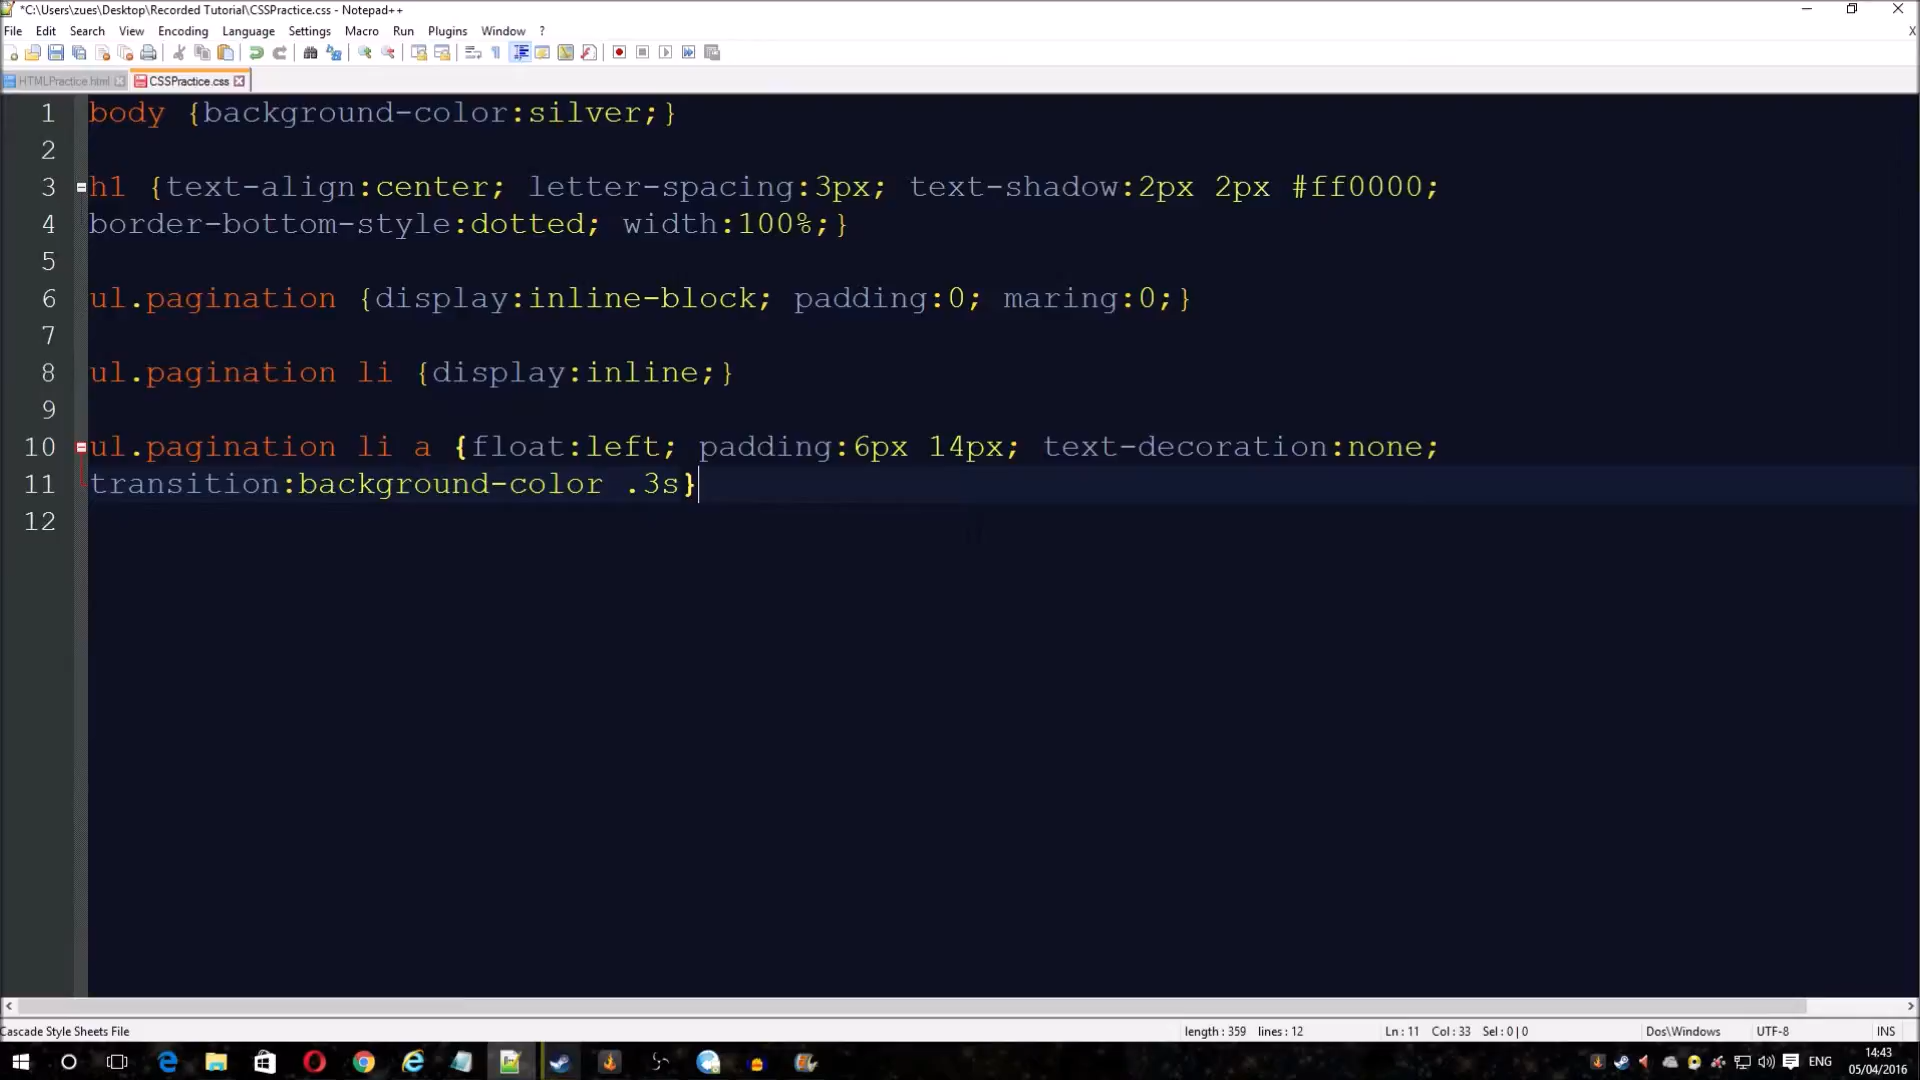 *C:\Users\zues\Desktop\Recorded Tutorial\CSSPractice.css - Notepad++
File Edit Search View Encoding Language Settings Macro Run Plugins Window ? X
HTMLPractice.html CSSPractice.css
1 body {background-color:silver;}
2
3 h1 {text-align:center; letter-spacing:3px; text-shadow:2px 2px #ff0000;
4 border-bottom-style:dotted; width:100%;}
5
6 ul.pagination {display:inline-block; padding:0; maring:0;}
7
8 ul.pagination li {display:inline;}
9
10 ul.pagination li a {float:left; padding:6px 14px; text-decoration:none;
11 transition:background-color .3s}
12
Cascade Style Sheets File length : 359 lines : 12 Ln : 11 Col : 33 Sel : 0 | 0 Dos\Windows UTF-8 INS
ENG 14:43
05/04/2016